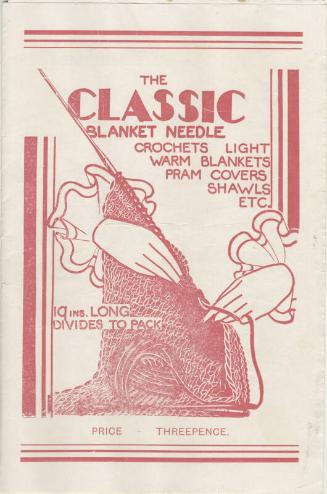 THE
CLASSIC
BLANKET NEEDLE
CROCHETS LIGHT
WARM BLANKETS
PRAM COVERS
SHAWLS
ETC.
19 INS. LONG.
DIVIDES TO PACK
PRICE - THREEPENCE.